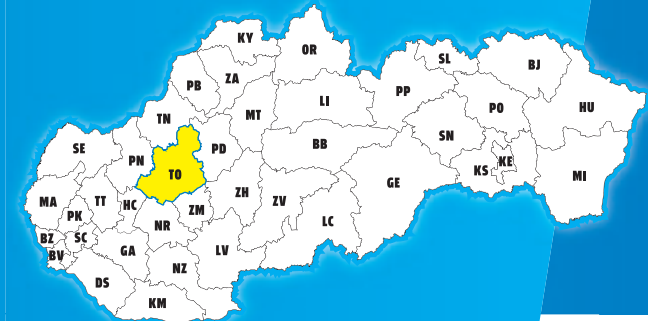 KY
OR
SL
BJ
ZA
PB
PP
LI
PO
HU
MT
TN
SN
BB
SE
PD
PN
KE
KS
TO
MI
GE
ZH
MA
TT
HC
ZV
ZM
PK
LC
NR
BZ
SC
GA
LV
BV
NZ
DS
KM